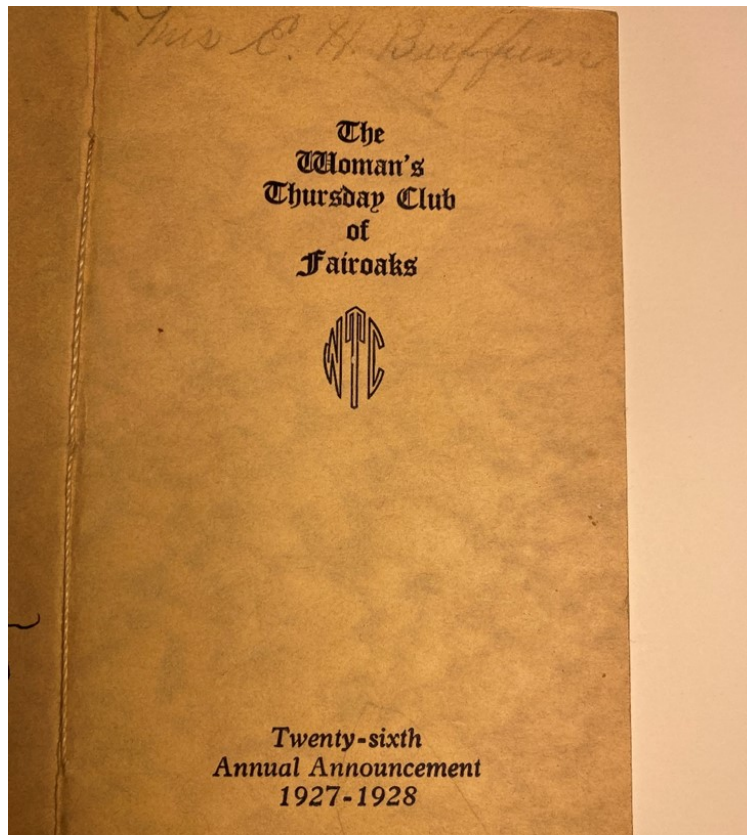 Mrs E. H. Buffum
The
Woman's
Thursday Club
of
Fairoaks
WTC
Twenty-sixth
Annual Announcement
1927-1928